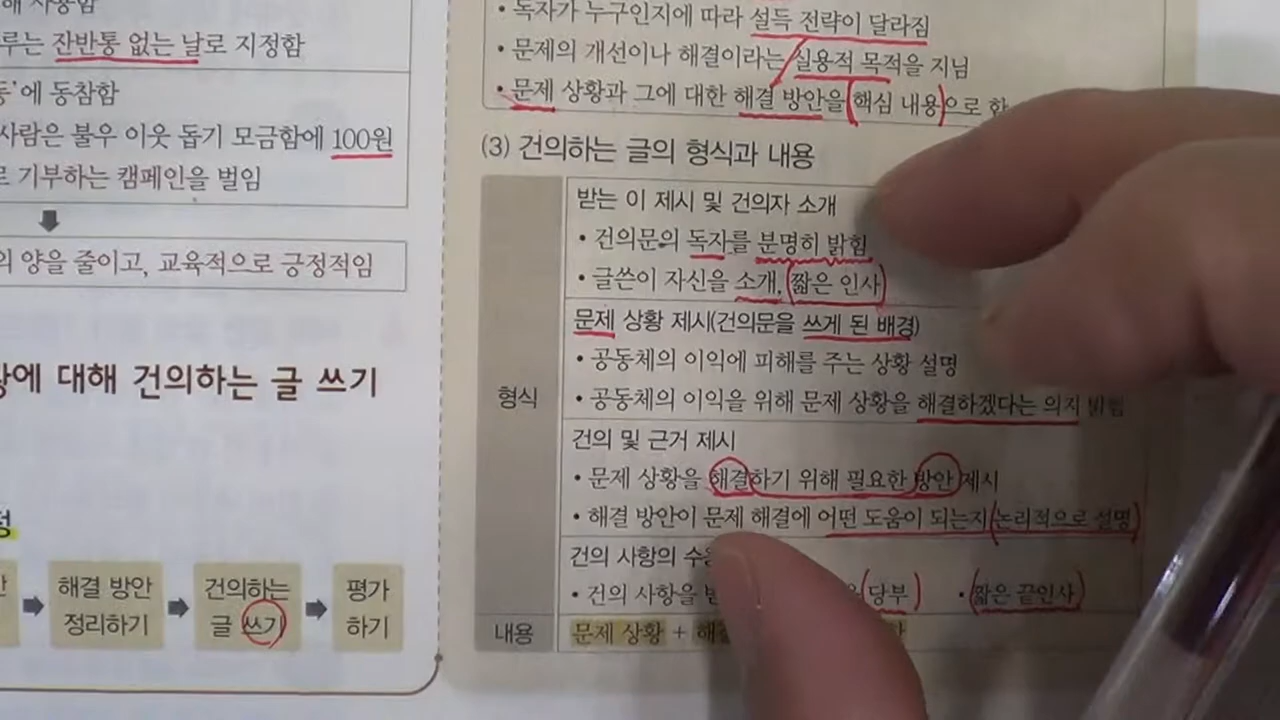 사용함
루는 잔반통 없는 날로 지정함
동'에 동참함
사람은 불우 이웃 돕기 모금함에 100원
로 기부하는 캠페인을 벌임
의 양을 줄이고, 교육적으로 긍정적임
에 대해 건의하는 글 쓰기
해결 방안
정리하기
건의하는
글 쓰기
평가
하기
• 독자가 누구인지에 따라 설득 전략이 달라짐
• 문제의 개선이나 해결이라는 실용적 목적을 지님
• 문제 상황과 그에 대한 해결 방안을 핵심 내용으로 함
(3) 건의하는 글의 형식과 내용
형식
받는 이 제시 및 건의자 소개
• 건의문의 독자를 분명히 밝힘
• 글쓴이 자신을 소개, 짧은 인사
문제 상황 제시(건의문을 쓰게 된 배경)
• 공동체의 이익에 피해를 주는 상황 설명
• 공동체의 이익을 위해 문제 상황을 해결하겠다는 의지 밝힘
건의 및 근거 제시
• 문제 상황을 해결하기 위해 필요한 방안 제시
• 해결 방안이 문제 해결에 어떤 도움이 되는지 논리적으로 설명
건의 사항의
• 건의 사항을 당부 • 짧은 끝인사
내용
문제 상황 +